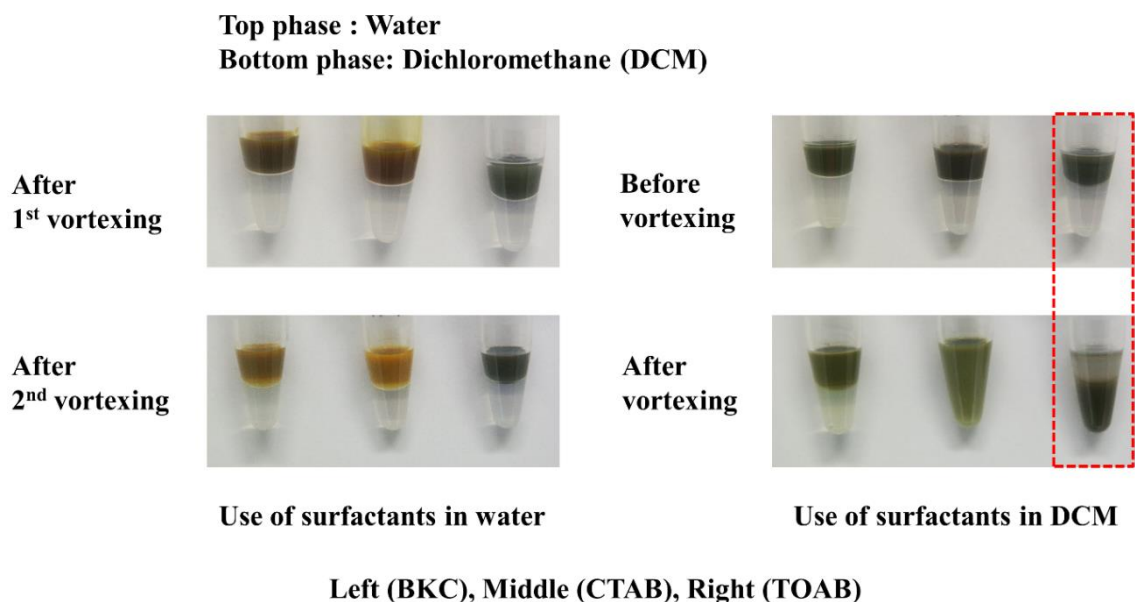 Top phase : Water
Bottom phase: Dichloromethane (DCM)
After
1st vortexing
Before
vortexing
After
2nd vortexing
After
vortexing
Use of surfactants in water
Use of surfactants in DCM
Left (BKC), Middle (CTAB), Right (TOAB)